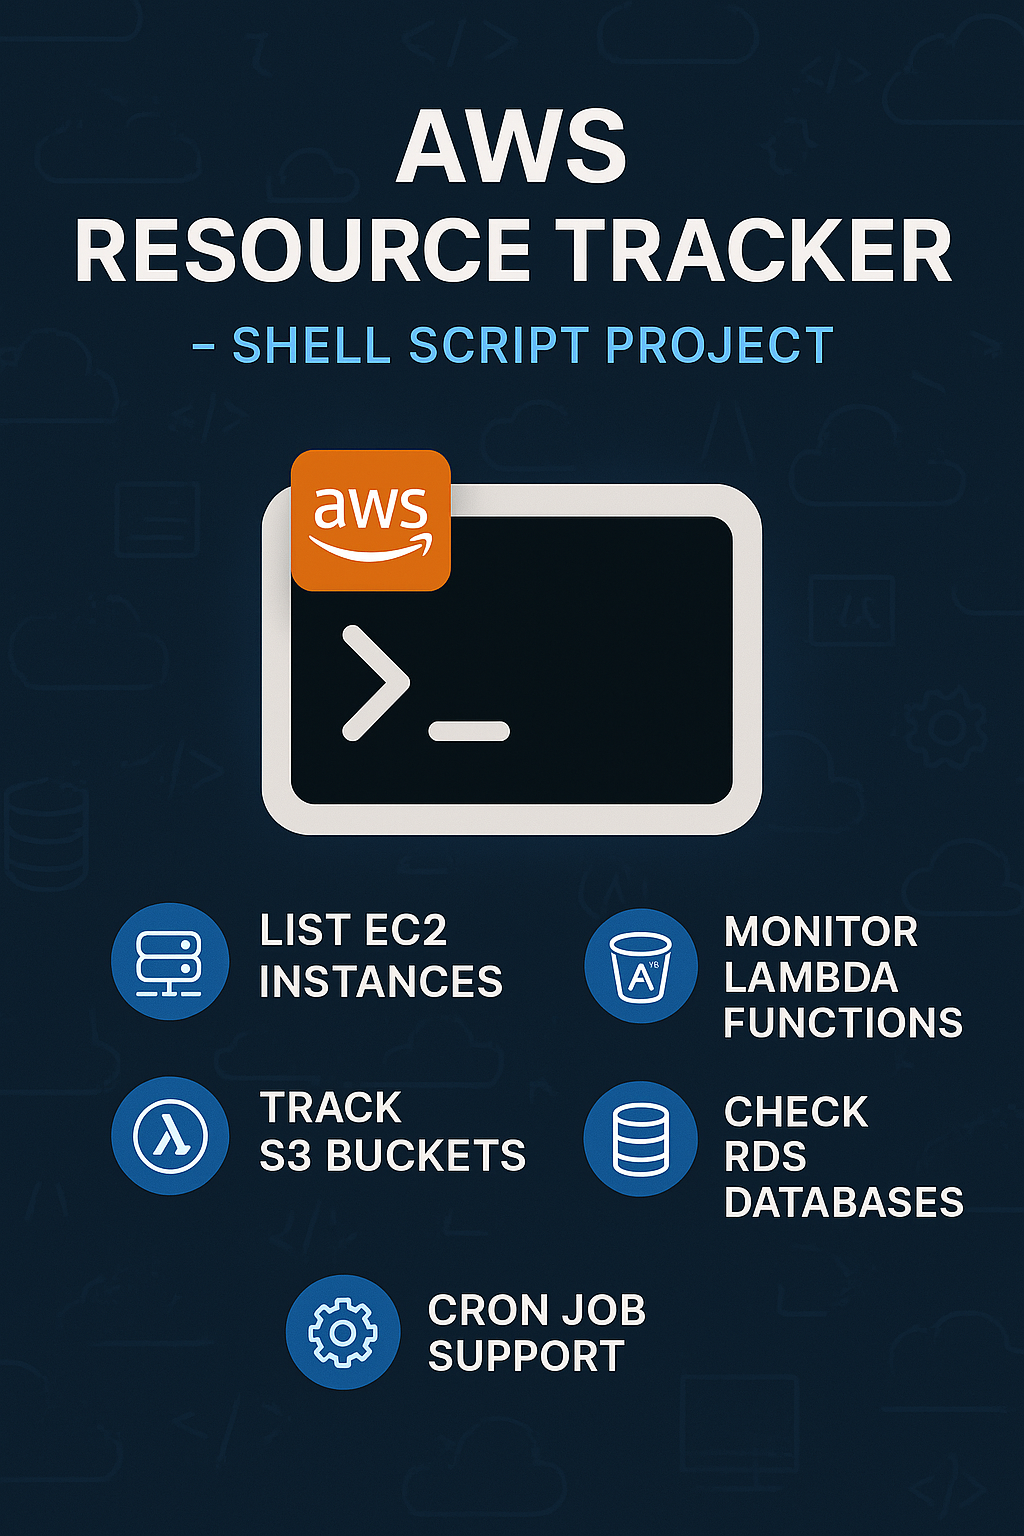 AWS
RESOURCE TRACKER
– SHELL SCRIPT PROJECT
aws
>_
LIST EC2
INSTANCES
MONITOR
LAMBDA
FUNCTIONS
A YB
TRACK
S3 BUCKETS
λ
CHECK
RDS
DATABASES
CRON JOB
SUPPORT